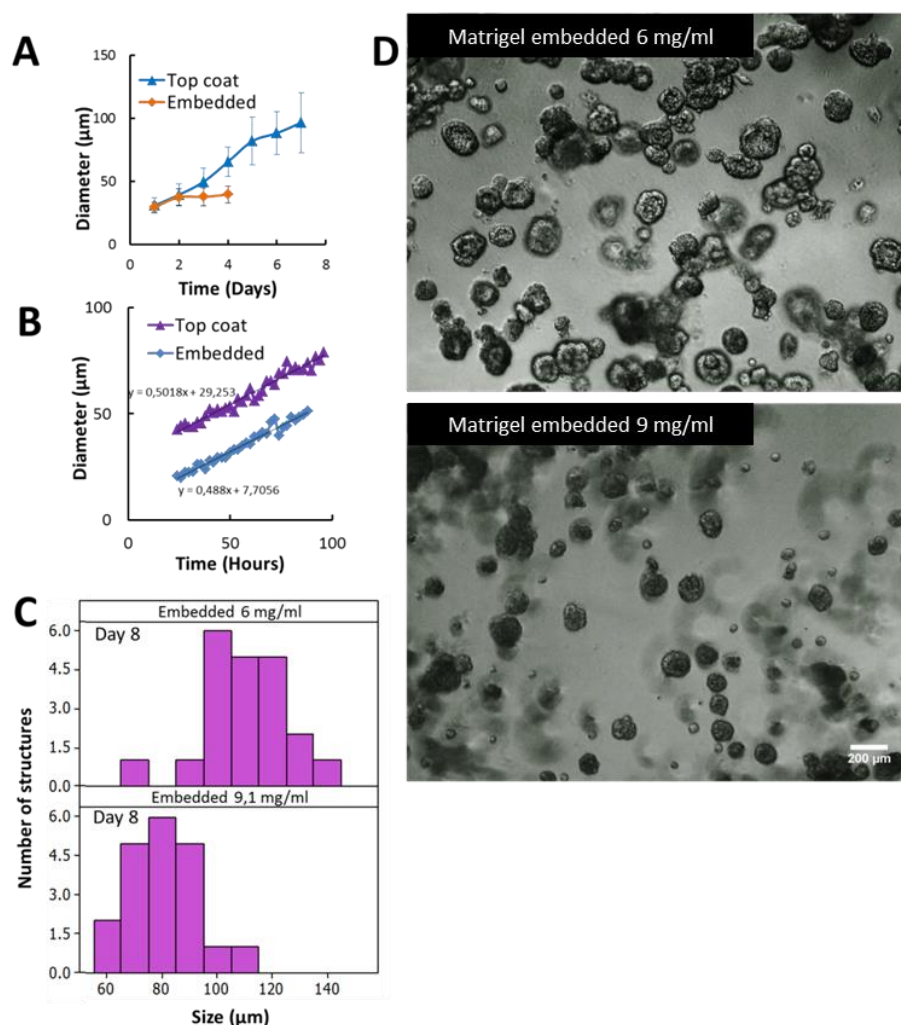 A
150
Top coat
Embedded
100
50
0
Diameter (µm)
0 2 4 6 8
Time (Days)
B
100
Top coat
Embedded
y = 0,5018x + 29,253
50
y = 0,488x + 7,7056
0
Diameter (µm)
0 50 100
Time (Hours)
C
Embedded 6 mg/ml
Day 8
6.0
4.5
3.0
1.5
0.0
Embedded 9,1 mg/ml
Day 8
6.0
4.5
3.0
1.5
0.0
Number of structures
60 80 100 120 140
Size (µm)
D
Matrigel embedded 6 mg/ml
Matrigel embedded 9 mg/ml
200 µm